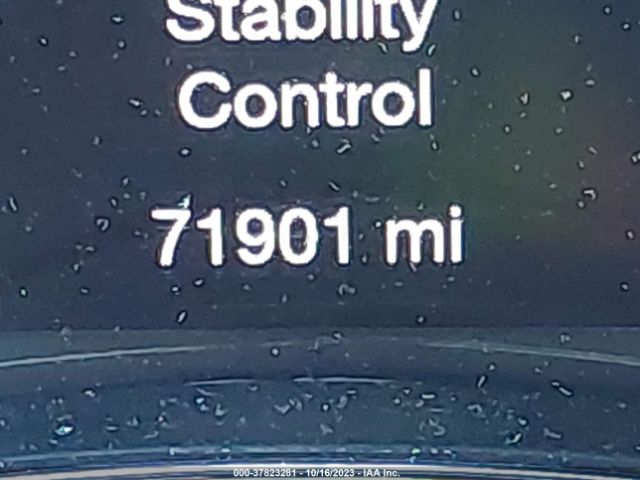 Stability
Control
71901 mi
000-37823281 - 10/16/2023 - IAA Inc.